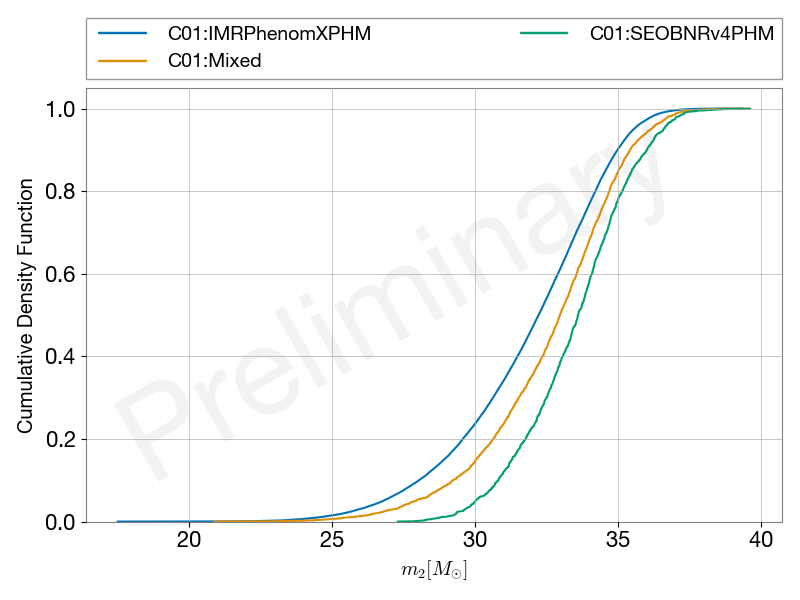 C01:IMRPhenomXPHM
C01:Mixed
C01:SEOBNRv4PHM
Cumulative Density Function
1.0
0.8
0.6
0.4
0.2
0.0
Preliminary
20 25 30 35 40
m₂[M⊙]